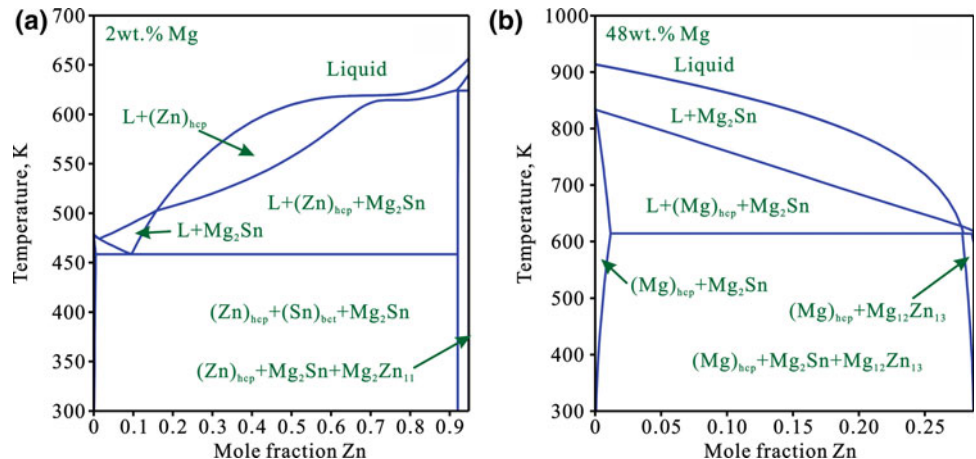 (a)
2wt.% Mg
Liquid
L+(Zn)hcp
L+(Zn)hcp+Mg2Sn
L+Mg2Sn
(Zn)hcp+(Sn)bct+Mg2Sn
(Zn)hcp+Mg2Sn+Mg2Zn11
Temperature, K
700
650
600
550
500
450
400
350
300
0 0.1 0.2 0.3 0.4 0.5 0.6 0.7 0.8 0.9
Mole fraction Zn
(b)
48wt.% Mg
Liquid
L+Mg2Sn
L+(Mg)hcp+Mg2Sn
(Mg)hcp+Mg2Sn
(Mg)hcp+Mg12Zn13
(Mg)hcp+Mg2Sn+Mg12Zn13
Temperature, K
1000
900
800
700
600
500
400
300
0 0.05 0.10 0.15 0.20 0.25
Mole fraction Zn